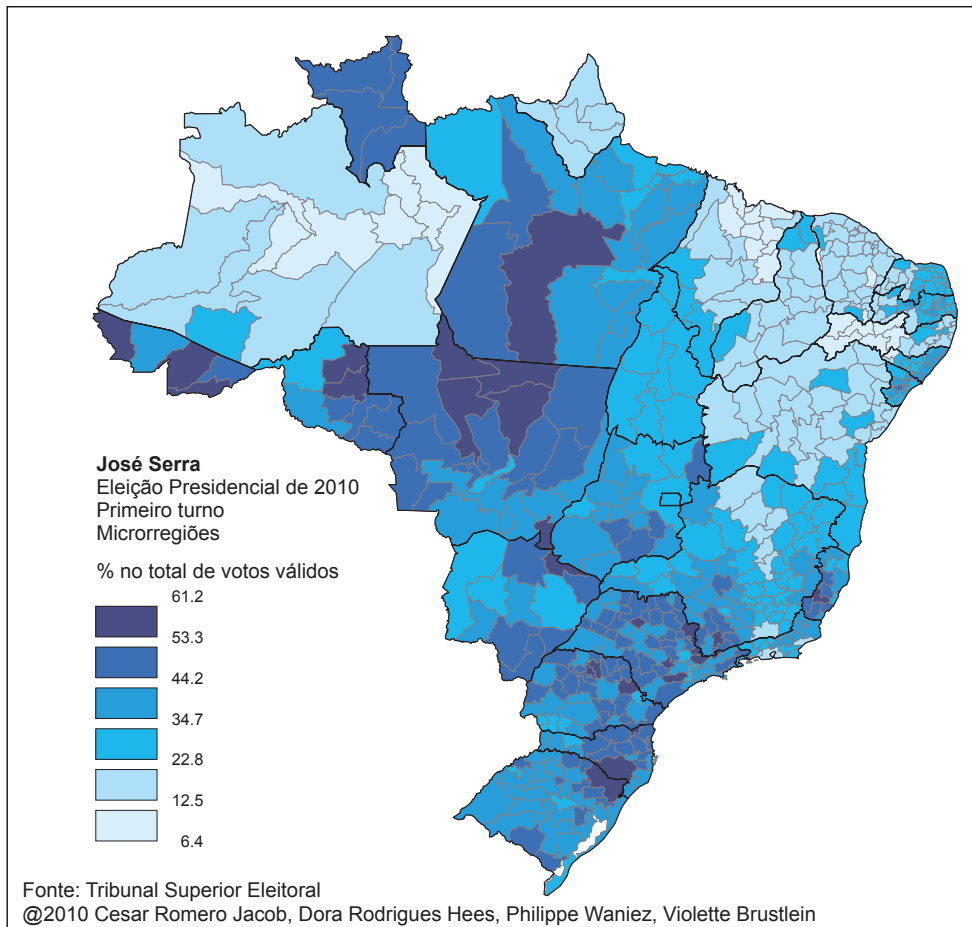 José Serra
Eleição Presidencial de 2010
Primeiro turno
Microrregiões
% no total de votos válidos
61.2
53.3
44.2
34.7
22.8
12.5
6.4
Fonte: Tribunal Superior Eleitoral
@2010 Cesar Romero Jacob, Dora Rodrigues Hees, Philippe Waniez, Violette Brustlein